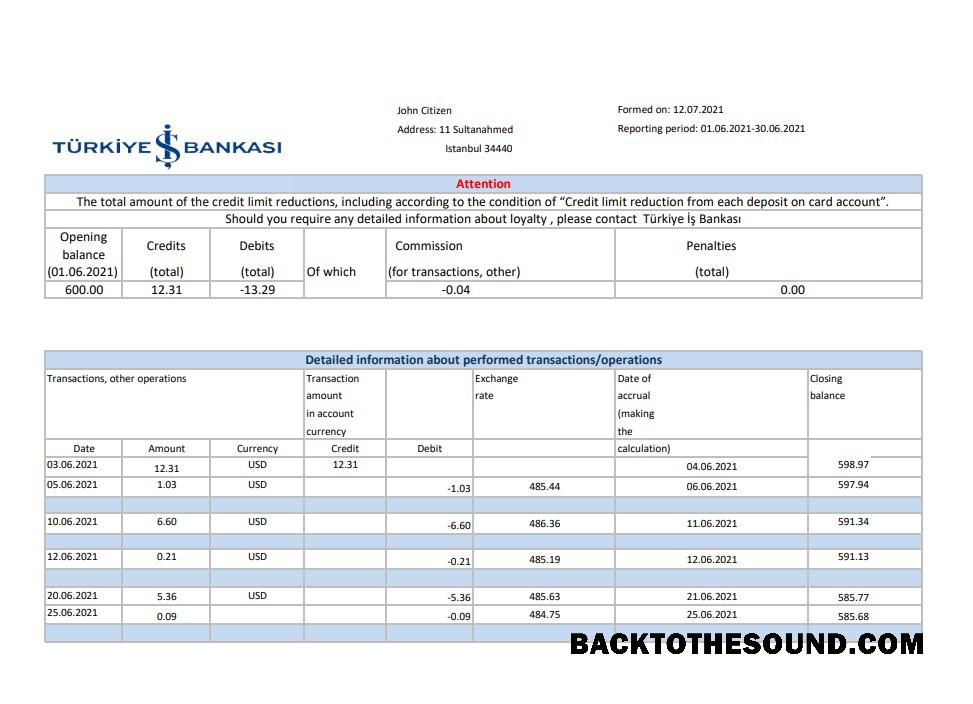 John Citizen
Formed on: 12.07.2021
Address: 11 Sultanahmed
Reporting period: 01.06.2021-30.06.2021
Istanbul 34440
TÜRKİYE İŞ BANKASI
Attention
The total amount of the credit limit reductions, including according to the condition of “Credit limit reduction from each deposit on card account”.
Should you require any detailed information about loyalty , please contact Türkiye İş Bankası
Opening Credits Debits Commission Penalties
balance
(01.06.2021) (total) (total) Of which (for transactions, other) (total)
600.00 12.31 -13.29 -0.04 0.00
Detailed information about performed transactions/operations
Transactions, other operations Transaction Exchange Date of Closing
amount rate accrual balance
in account (making
currency the
Date Amount Currency Credit Debit calculation)
03.06.2021 12.31 USD 12.31 04.06.2021 598.97
05.06.2021 1.03 USD -1.03 485.44 06.06.2021 597.94
10.06.2021 6.60 USD -6.60 486.36 11.06.2021 591.34
12.06.2021 0.21 USD -0.21 485.19 12.06.2021 591.13
20.06.2021 5.36 USD -5.36 485.63 21.06.2021 585.77
25.06.2021 0.09 -0.09 484.75 25.06.2021 585.68
BACKTOTHESOUND.COM